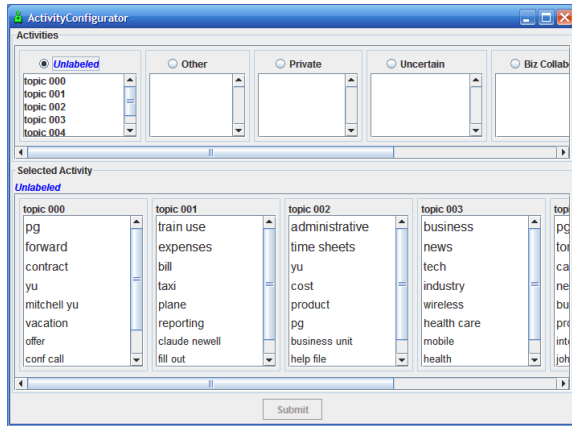 ActivityConfigurator
Activities
Unlabeled Other Private Uncertain Biz Collab
topic 000
topic 001
topic 002
topic 003
topic 004
Selected Activity
Unlabeled
topic 000 topic 001 topic 002 topic 003
pg train use administrative business pg
forward expenses time sheets news
contract bill yu tech
yu taxi cost industry
mitchell yu plane product wireless
vacation reporting pg health care
offer claude newell business unit mobile
conf call fill out help file health
Submit